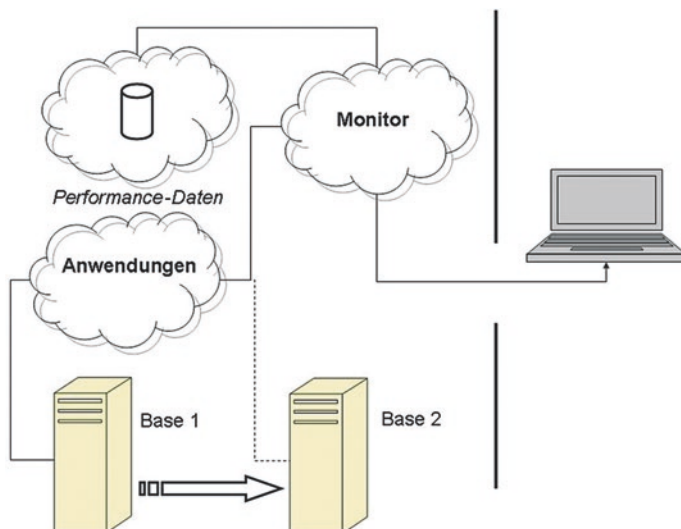 Monitor
Performance-Daten
Anwendungen
Base 1
Base 2